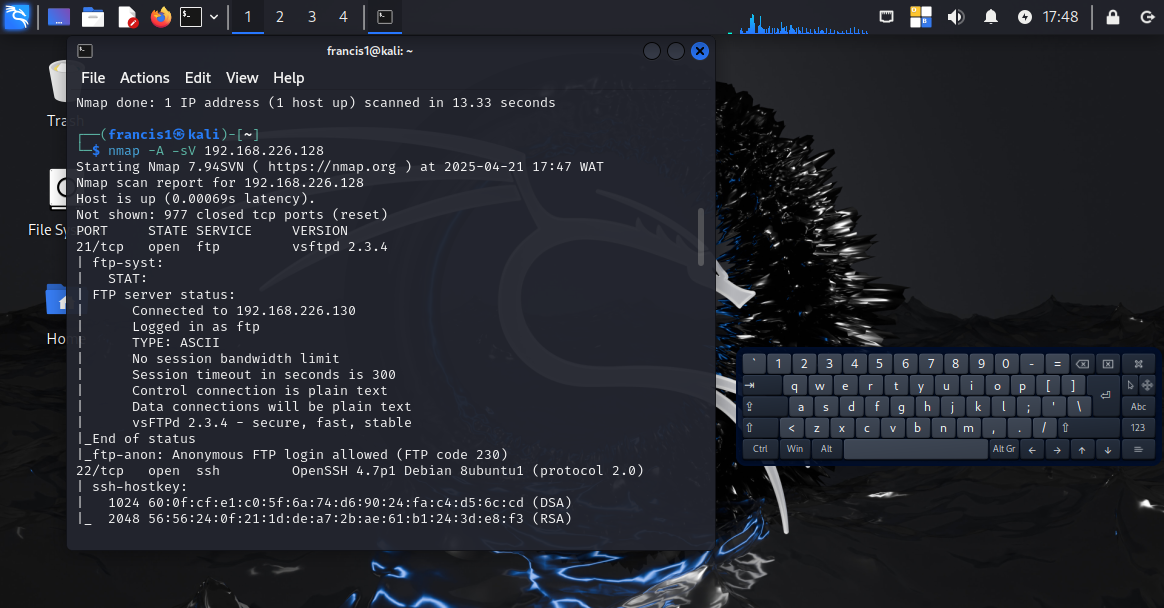 1 2 3 4 17:48
francis1@kali: ~
File Actions Edit View Help
Nmap done: 1 IP address (1 host up) scanned in 13.33 seconds
┌──(francis1㉿kali)-[~]
└─$ nmap -A -sV 192.168.226.128
Starting Nmap 7.94SVN ( https://nmap.org ) at 2025-04-21 17:47 WAT
Nmap scan report for 192.168.226.128
Host is up (0.00069s latency).
Not shown: 977 closed tcp ports (reset)
PORT     STATE SERVICE     VERSION
21/tcp   open  ftp         vsftpd 2.3.4
| ftp-syst:
|   STAT:
| FTP server status:
|      Connected to 192.168.226.130
|      Logged in as ftp
|      TYPE: ASCII
|      No session bandwidth limit
|      Session timeout in seconds is 300
|      Control connection is plain text
|      Data connections will be plain text
|      vsFTPd 2.3.4 - secure, fast, stable
|_End of status
|_ftp-anon: Anonymous FTP login allowed (FTP code 230)
22/tcp   open  ssh         OpenSSH 4.7p1 Debian 8ubuntu1 (protocol 2.0)
| ssh-hostkey:
|   1024 60:0f:cf:e1:c0:5f:6a:74:d6:90:24:fa:c4:d5:6c:cd (DSA)
|_  2048 56:56:24:0f:21:1d:de:a7:2b:ae:61:b1:24:3d:e8:f3 (RSA)
Tra
File Sy
Ho
` 1 2 3 4 5 6 7 8 9 0 - =
q w e r t y u i o p [ ]
a s d f g h j k l ; ' \ Abc
< z x c v b n m , . / 123
Ctrl Win Alt Alt Gr ← → ↑ ↓